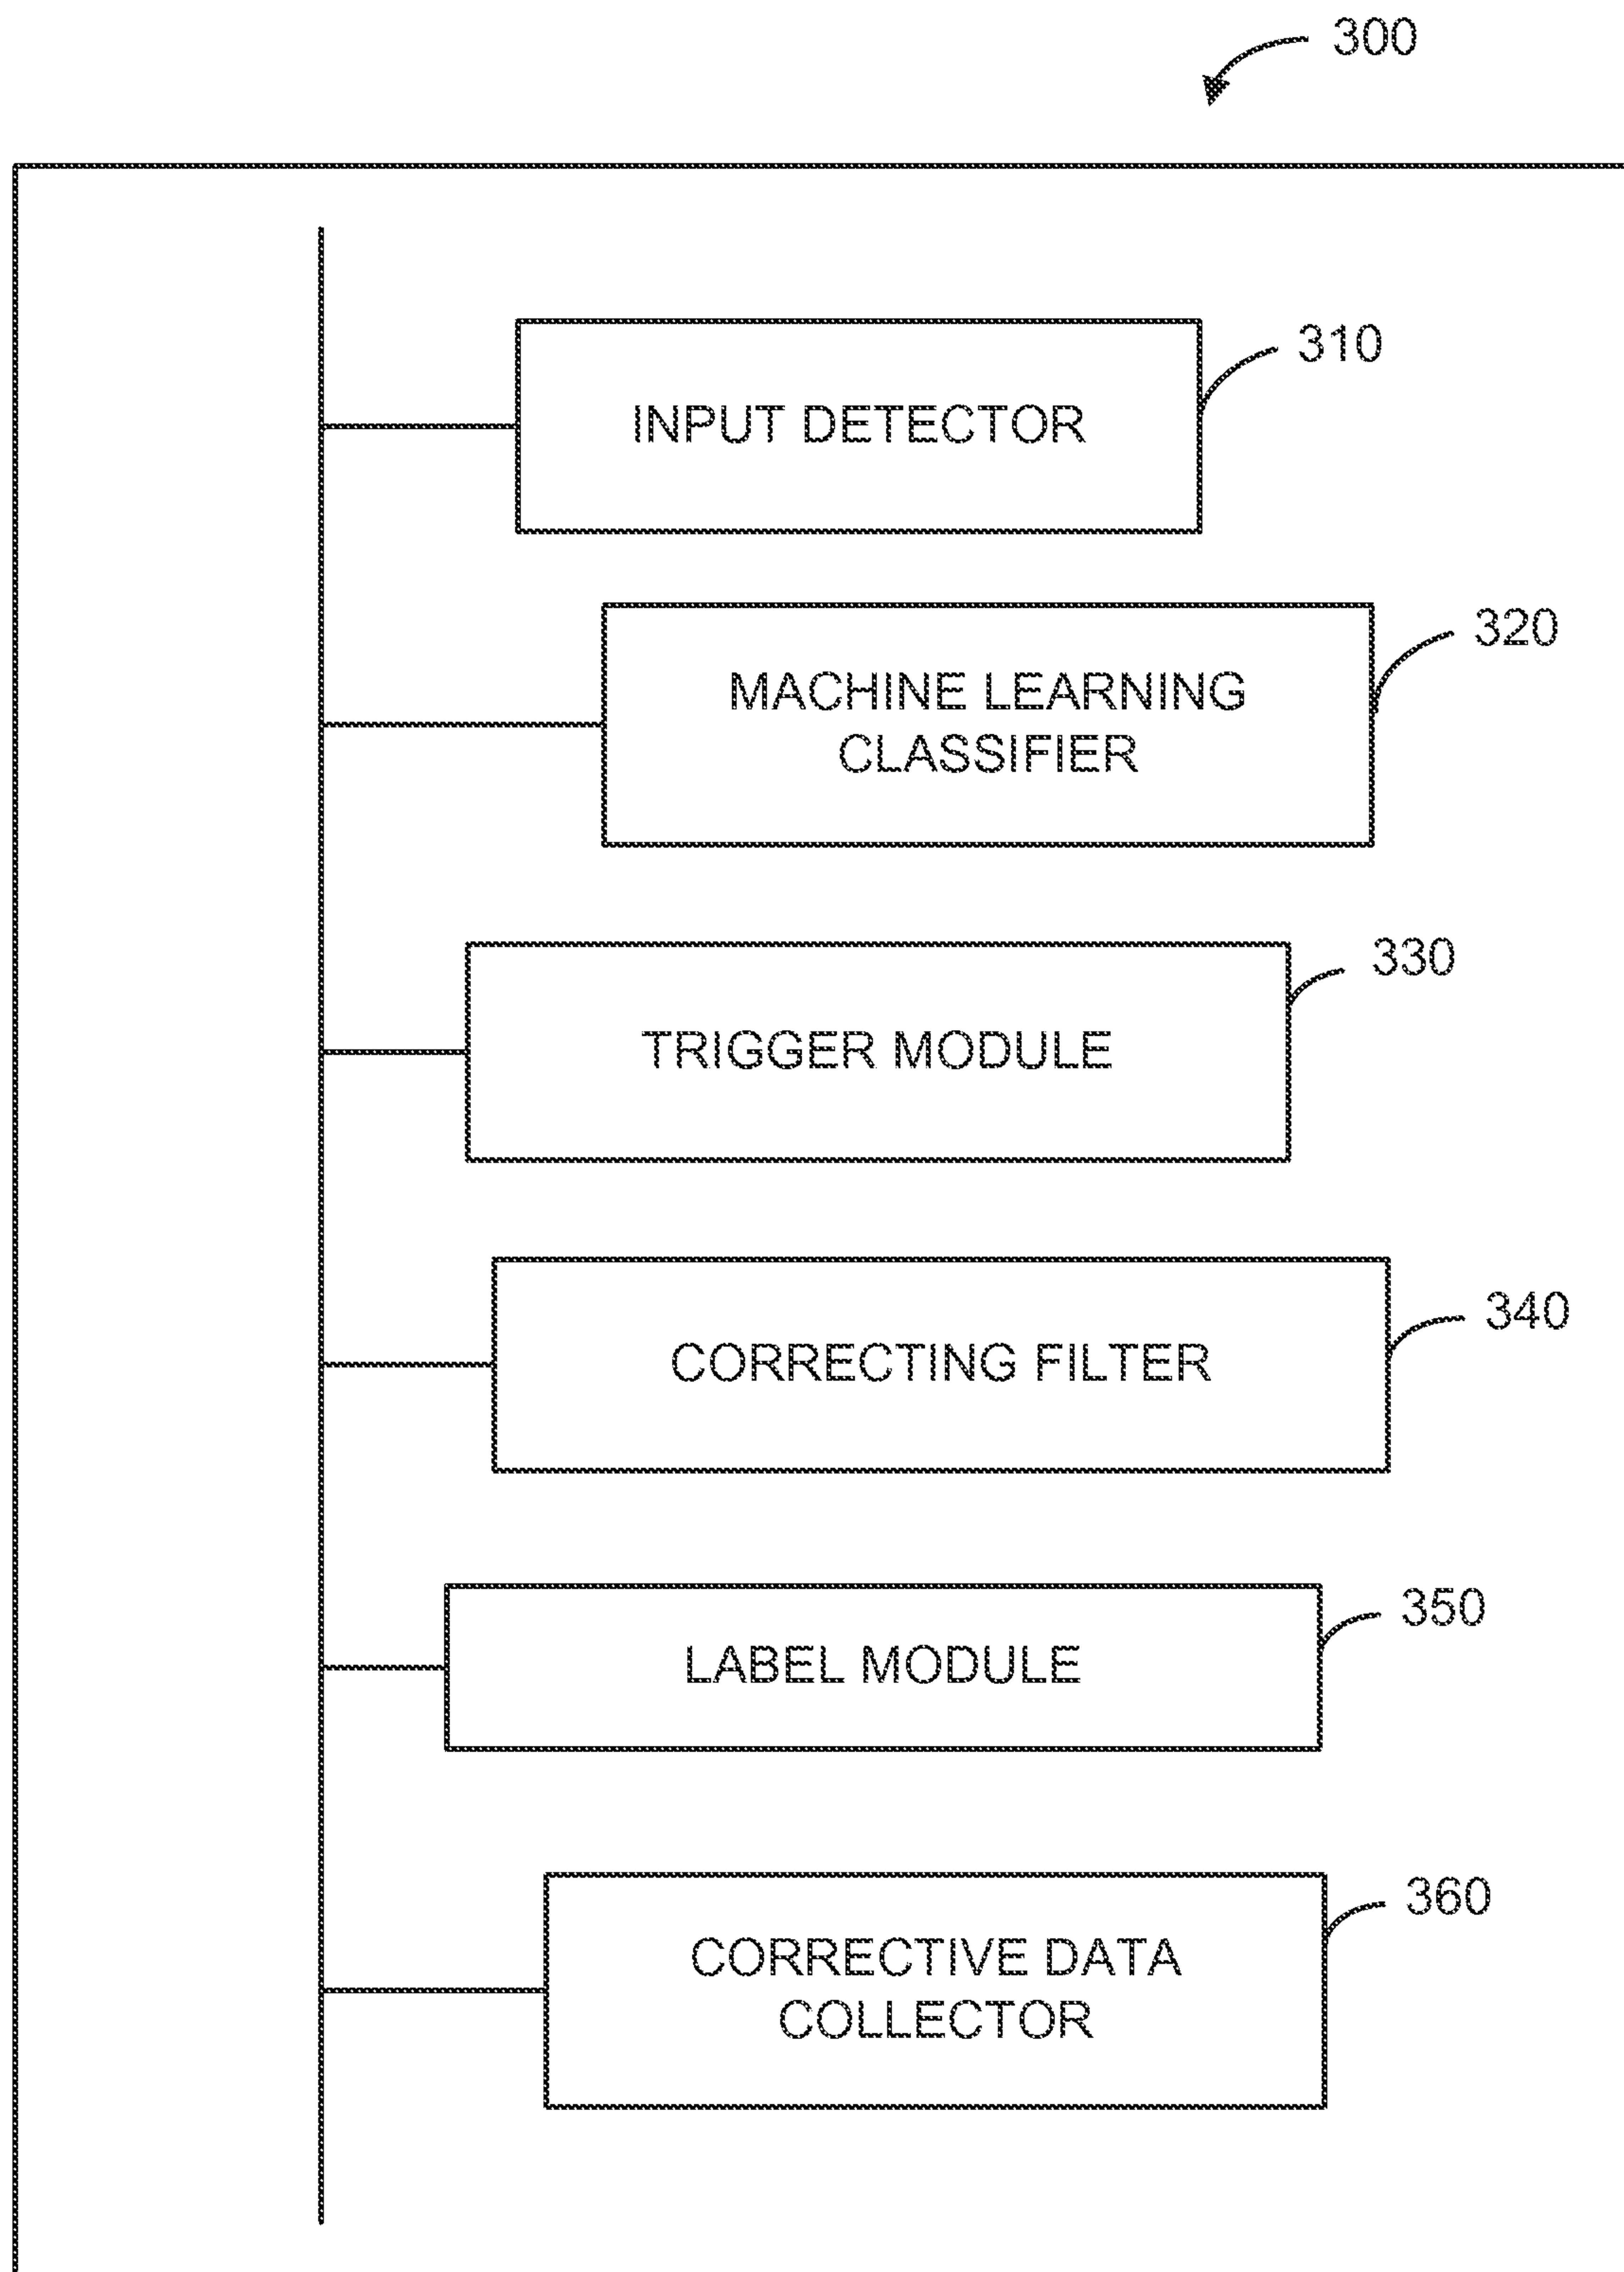 300
310
INPUT DETECTOR
320
MACHINE LEARNING
CLASSIFIER
330
TRIGGER MODULE
340
CORRECTING FILTER
350
LABEL MODULE
360
CORRECTIVE DATA
COLLECTOR